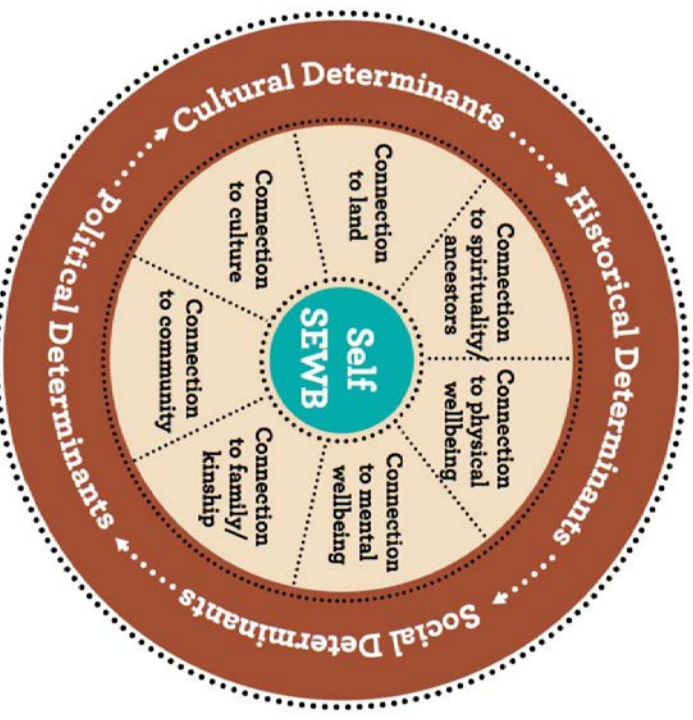 Historical Determinants
Social Determinants
Political Determinants
Cultural Determinants
Connection
to spirituality/
ancestors
Connection
to physical
wellbeing
Connection
to mental
wellbeing
Connection
to family/
kinship
Connection
to community
Connection
to culture
Connection
to land
Self
SEWB